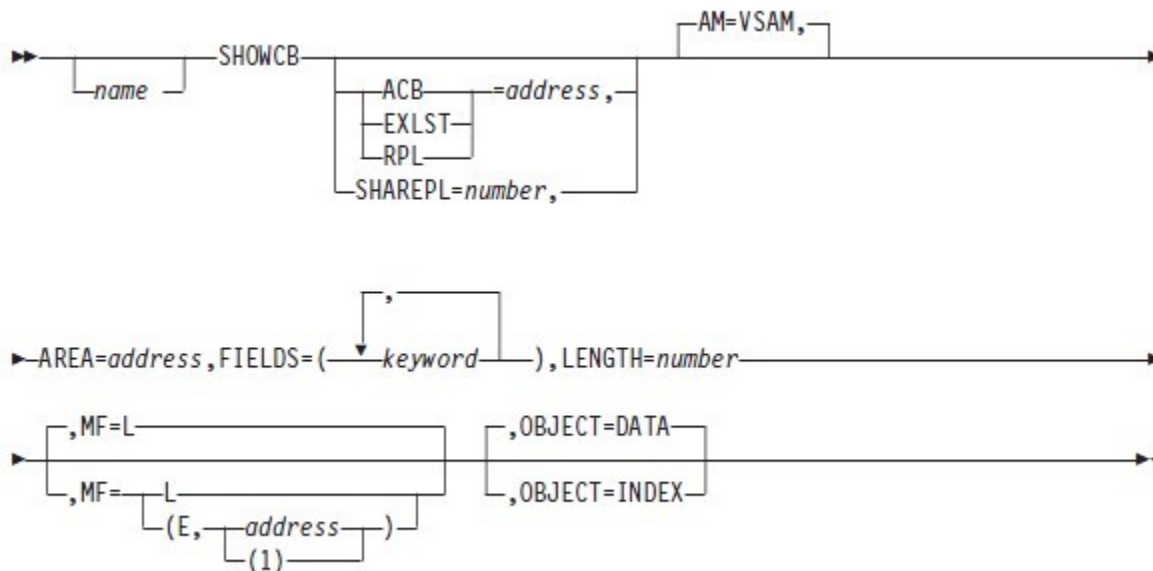 AM=VSAM,
name SHOWCB
ACB =address,
EXLST
RPL
SHAREPL=number,
,
AREA=address,FIELDS=( keyword ),LENGTH=number
,MF=L ,OBJECT=DATA
,MF= L ,OBJECT=INDEX
(E, address )
(1)